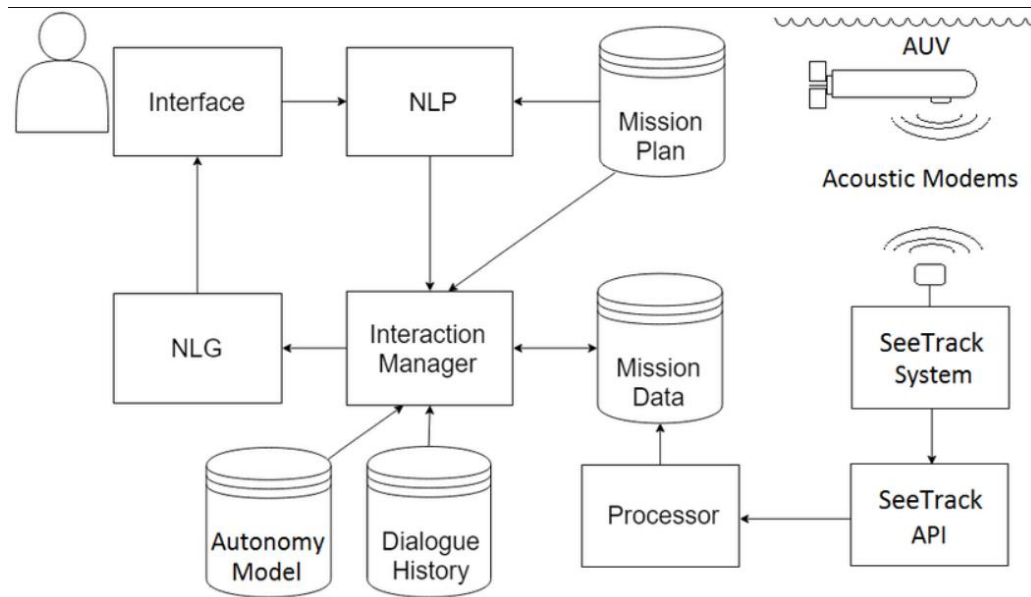 Interface
NLP
Mission
Plan
AUV
Acoustic Modems
NLG
Interaction
Manager
Mission
Data
SeeTrack
System
Autonomy
Model
Dialogue
History
Processor
SeeTrack
API